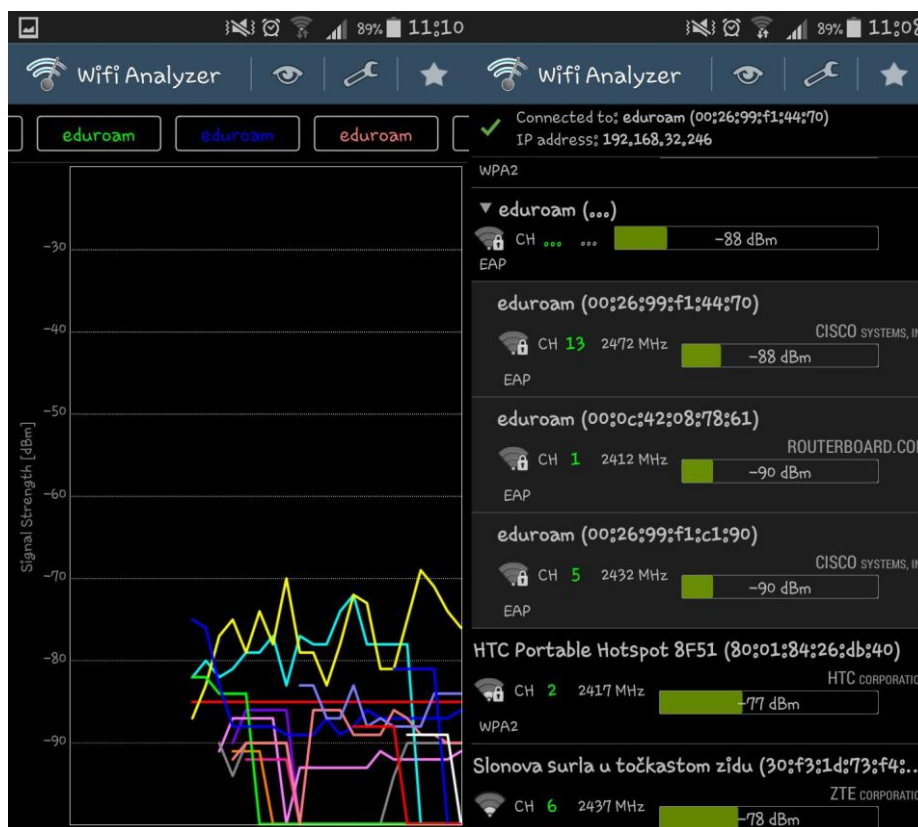 89% 11:10
Wifi Analyzer
eduroam eduroam eduroam
-30
-40
-50
-60
-70
-80
-90
Signal Strength [dBm]
89% 11:08
Wifi Analyzer
Connected to: eduroam (00:26:99:f1:44:70)
IP address: 192.168.32.246
WPA2
eduroam (...)
CH ... ... -88 dBm
EAP
eduroam (00:26:99:f1:44:70)
CISCO SYSTEMS, IN
CH 13 2472 MHz -88 dBm
EAP
eduroam (00:0c:42:08:78:61)
ROUTERBOARD.CO
CH 1 2412 MHz -90 dBm
EAP
eduroam (00:26:99:f1:c1:90)
CISCO SYSTEMS, IN
CH 5 2432 MHz -90 dBm
EAP
HTC Portable Hotspot 8F51 (80:01:84:26:db:40)
HTC CORPORATIO
CH 2 2417 MHz -77 dBm
WPA2
Slonova surla u točkastom zidu (30:f3:1d:73:f4:...
ZTE CORPORATIO
CH 6 2437 MHz -78 dBm